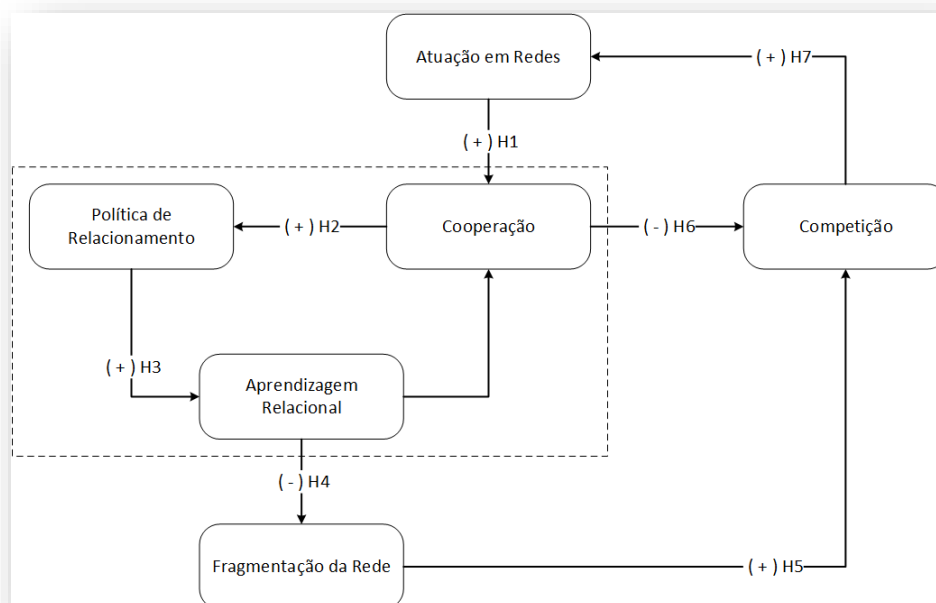 Atuação em Redes
( + ) H7
( + ) H1
Política de
Relacionamento
( + ) H2
Cooperação
( - ) H6
Competição
( + ) H3
Aprendizagem
Relacional
( - ) H4
Fragmentação da Rede
( + ) H5